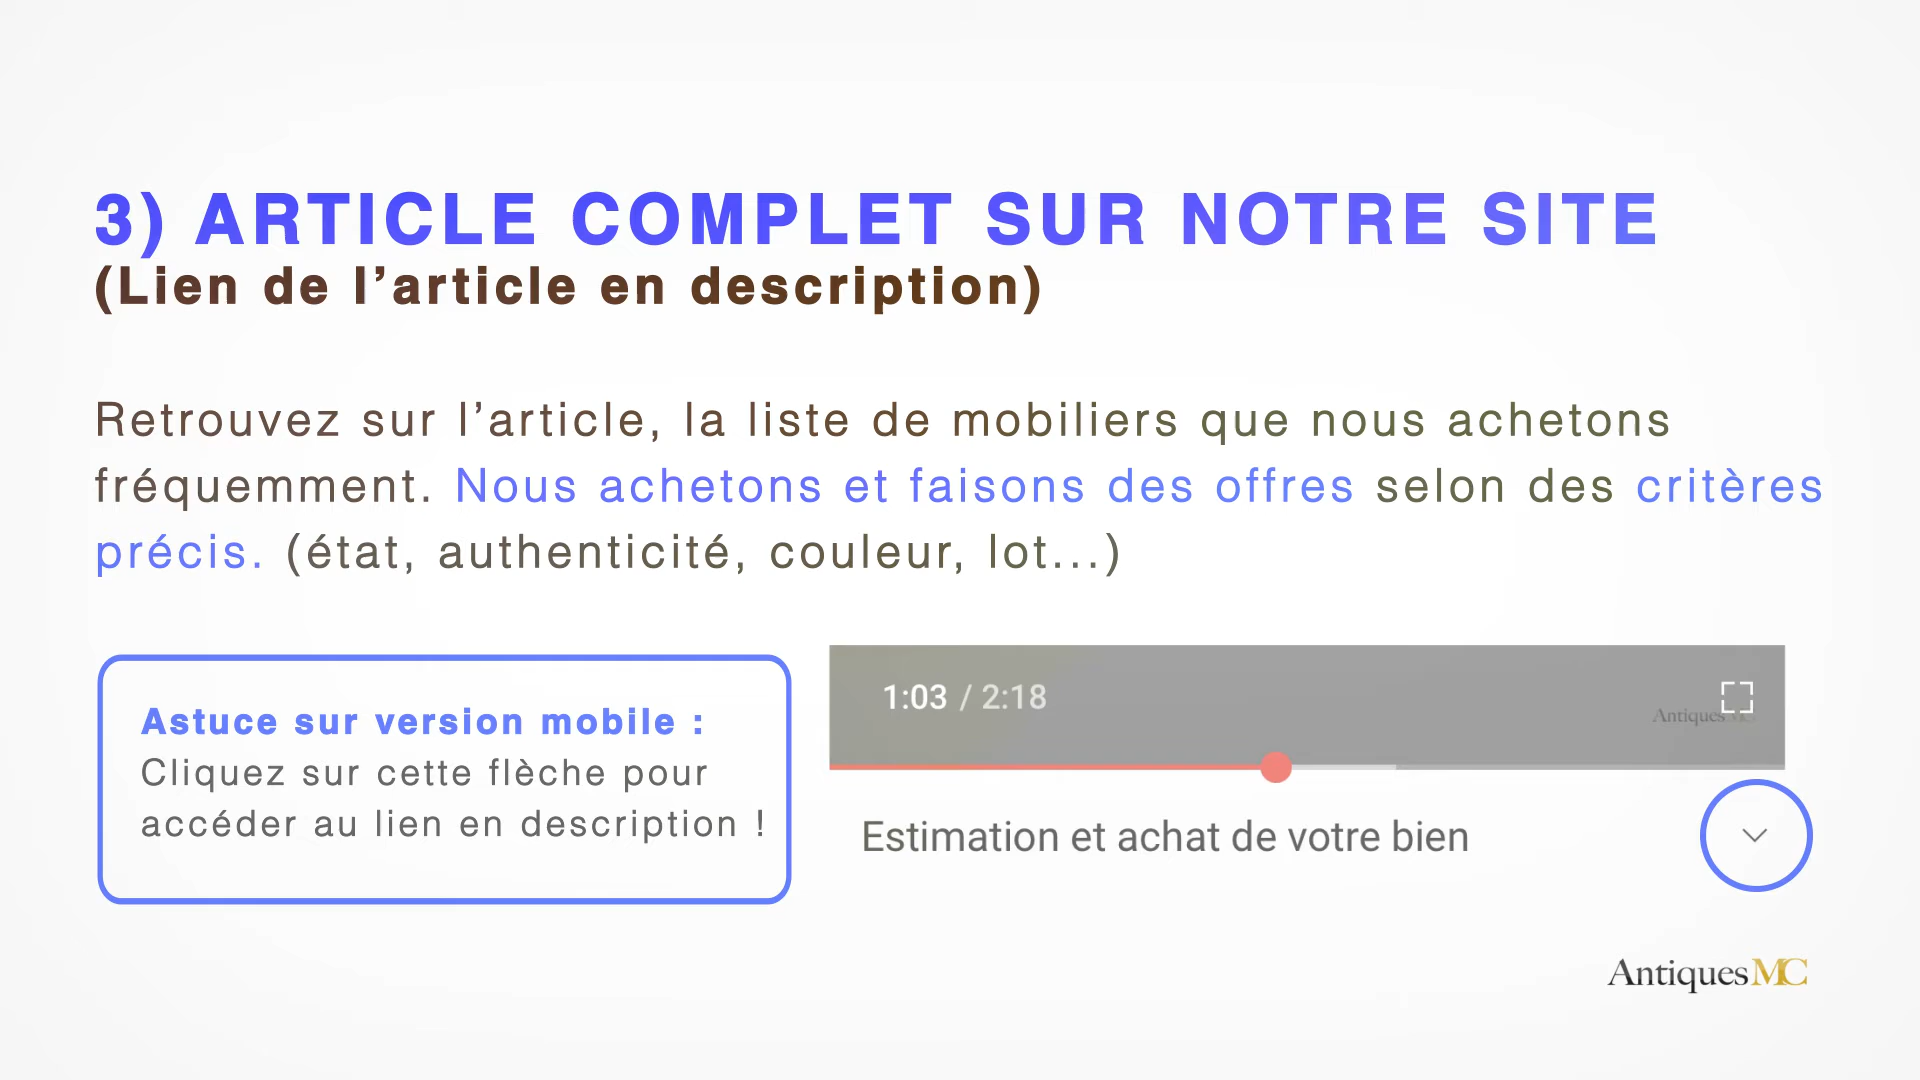 3) ARTICLE COMPLET SUR NOTRE SITE
(Lien de l’article en description)
Retrouvez sur l’article, la liste de mobiliers que nous achetons
fréquemment. Nous achetons et faisons des offres selon des critères
précis. (état, authenticité, couleur, lot...)
Astuce sur version mobile :
Cliquez sur cette flèche pour
accéder au lien en description !
1:03 / 2:18
AntiquesMC
Estimation et achat de votre bien
AntiquesMC